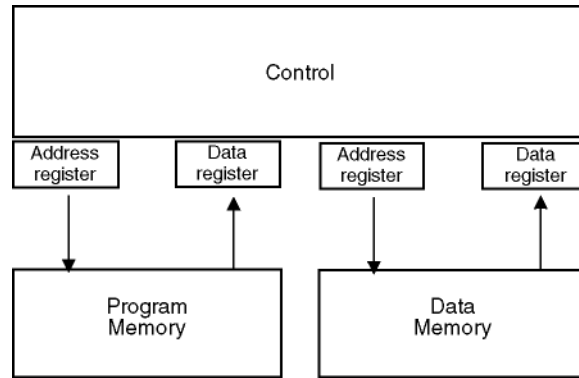 Control
Address
register
Data
register
Address
register
Data
register
Program
Memory
Data
Memory